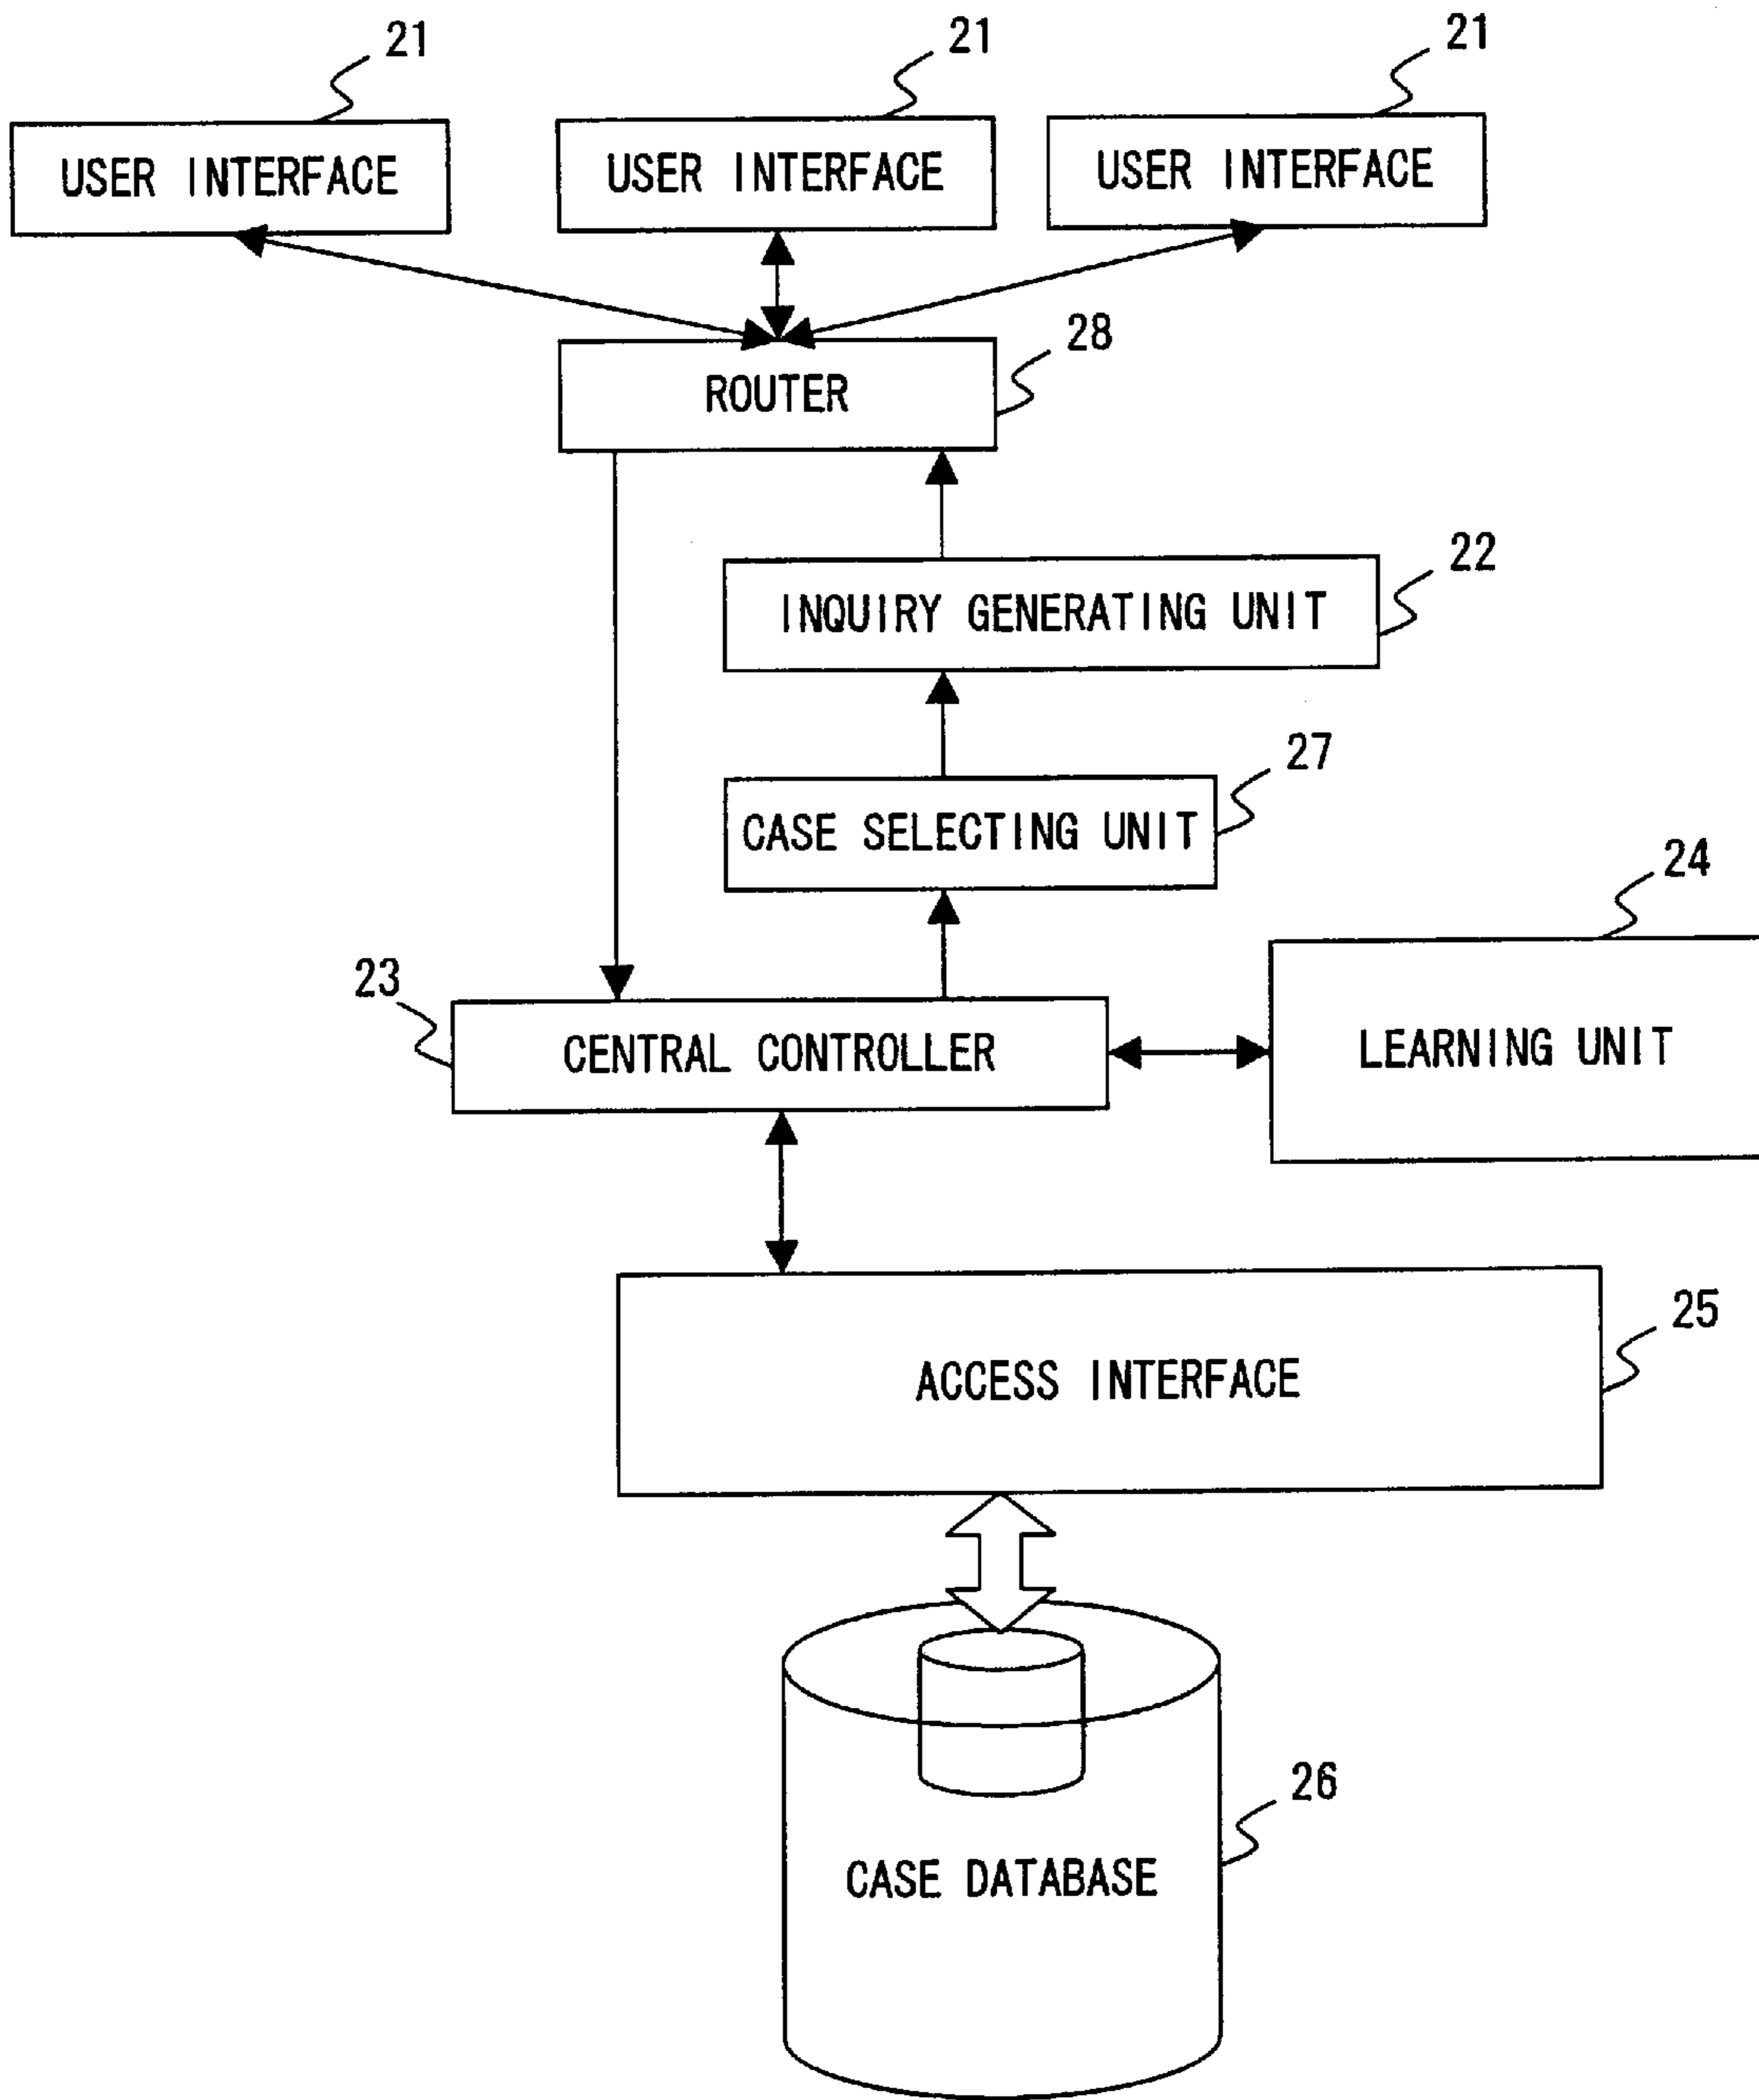 21
21
21
USER INTERFACE
USER INTERFACE
USER INTERFACE
28
ROUTER
22
INQUIRY GENERATING UNIT
27
CASE SELECTING UNIT
24
23
CENTRAL CONTROLLER
LEARNING UNIT
25
ACCESS INTERFACE
26
CASE DATABASE